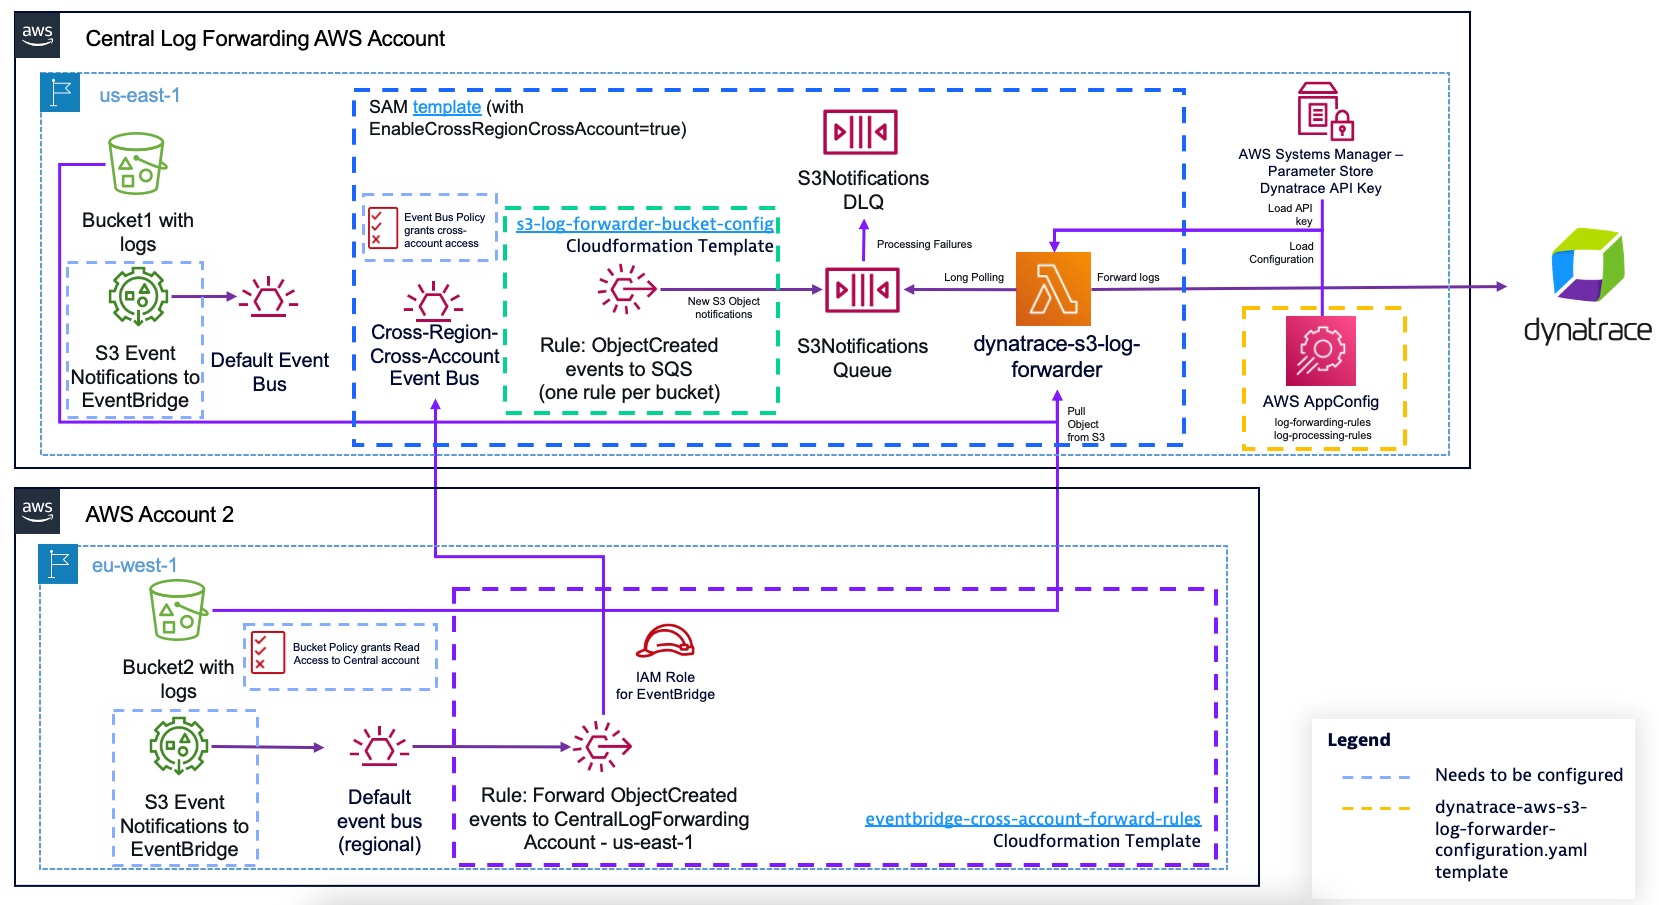 aws
Central Log Forwarding AWS Account
us-east-1
SAM template (with
EnableCrossRegionCrossAccount=true)
Bucket1 with
logs
S3 Event
Notifications to
EventBridge
Default Event
Bus
Event Bus Policy
grants cross-
account access
Cross-Region-
Cross-Account
Event Bus
s3-log-forwarder-bucket-config
Cloudformation Template
Rule: ObjectCreated
events to SQS
(one rule per bucket)
New S3 Object
notifications
S3Notifications
DLQ
Processing Failures
S3Notifications
Queue
Long Polling
dynatrace-s3-log-
forwarder
Forward logs
Pull
Object
from S3
AWS Systems Manager –
Parameter Store
Dynatrace API Key
Load API
key
Load
Configuration
AWS AppConfig
log-forwarding-rules
log-processing-rules
dynatrace
aws
AWS Account 2
eu-west-1
Bucket2 with
logs
Bucket Policy grants Read
Access to Central account
S3 Event
Notifications to
EventBridge
Default
event bus
(regional)
IAM Role
for EventBridge
Rule: Forward ObjectCreated
events to CentralLogForwarding
Account - us-east-1
eventbridge-cross-account-forward-rules
Cloudformation Template
Legend
Needs to be configured
dynatrace-aws-s3-
log-forwarder-
configuration.yaml
template